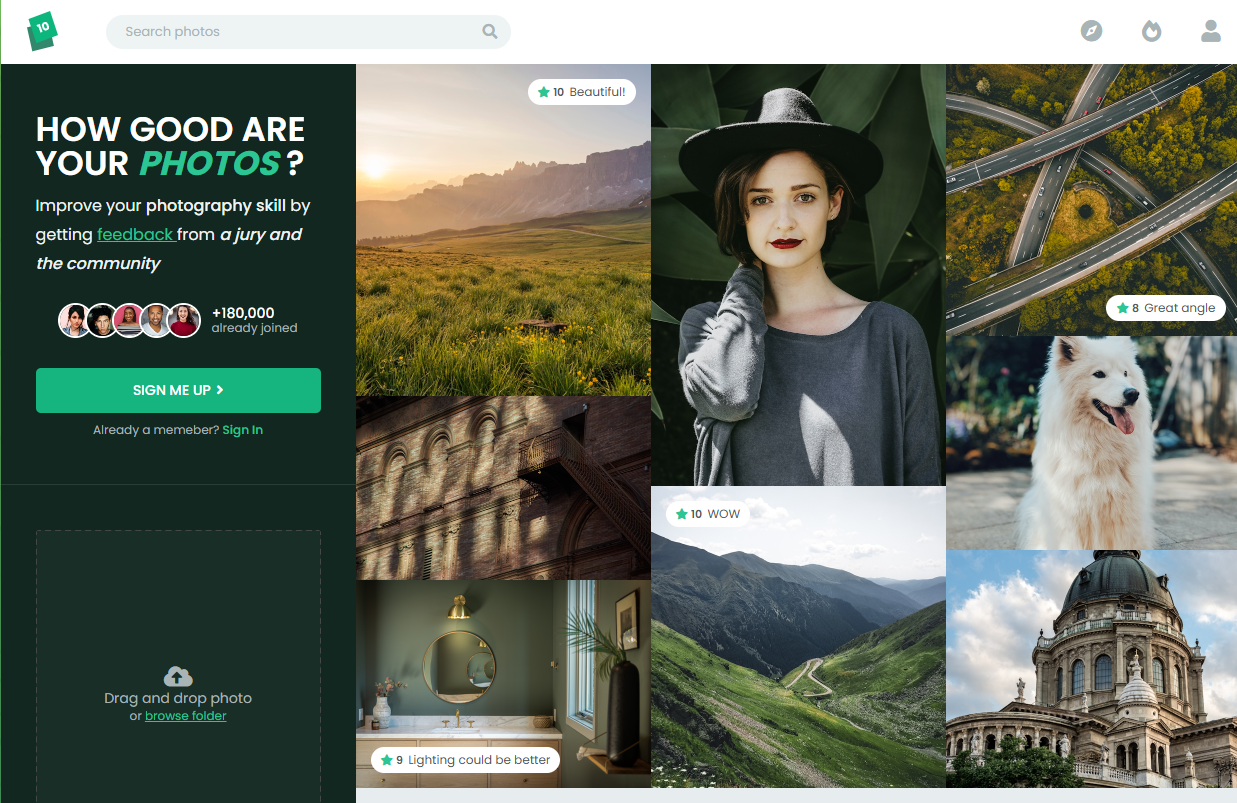 10
Search photos
HOW GOOD ARE
YOUR PHOTOS ?
Improve your photography skill by
getting feedback from a jury and
the community
+180,000
already joined
SIGN ME UP
Already a memeber? Sign In
Drag and drop photo
or browse folder
10 Beautiful!
9 Lighting could be better
10 WOW
8 Great angle